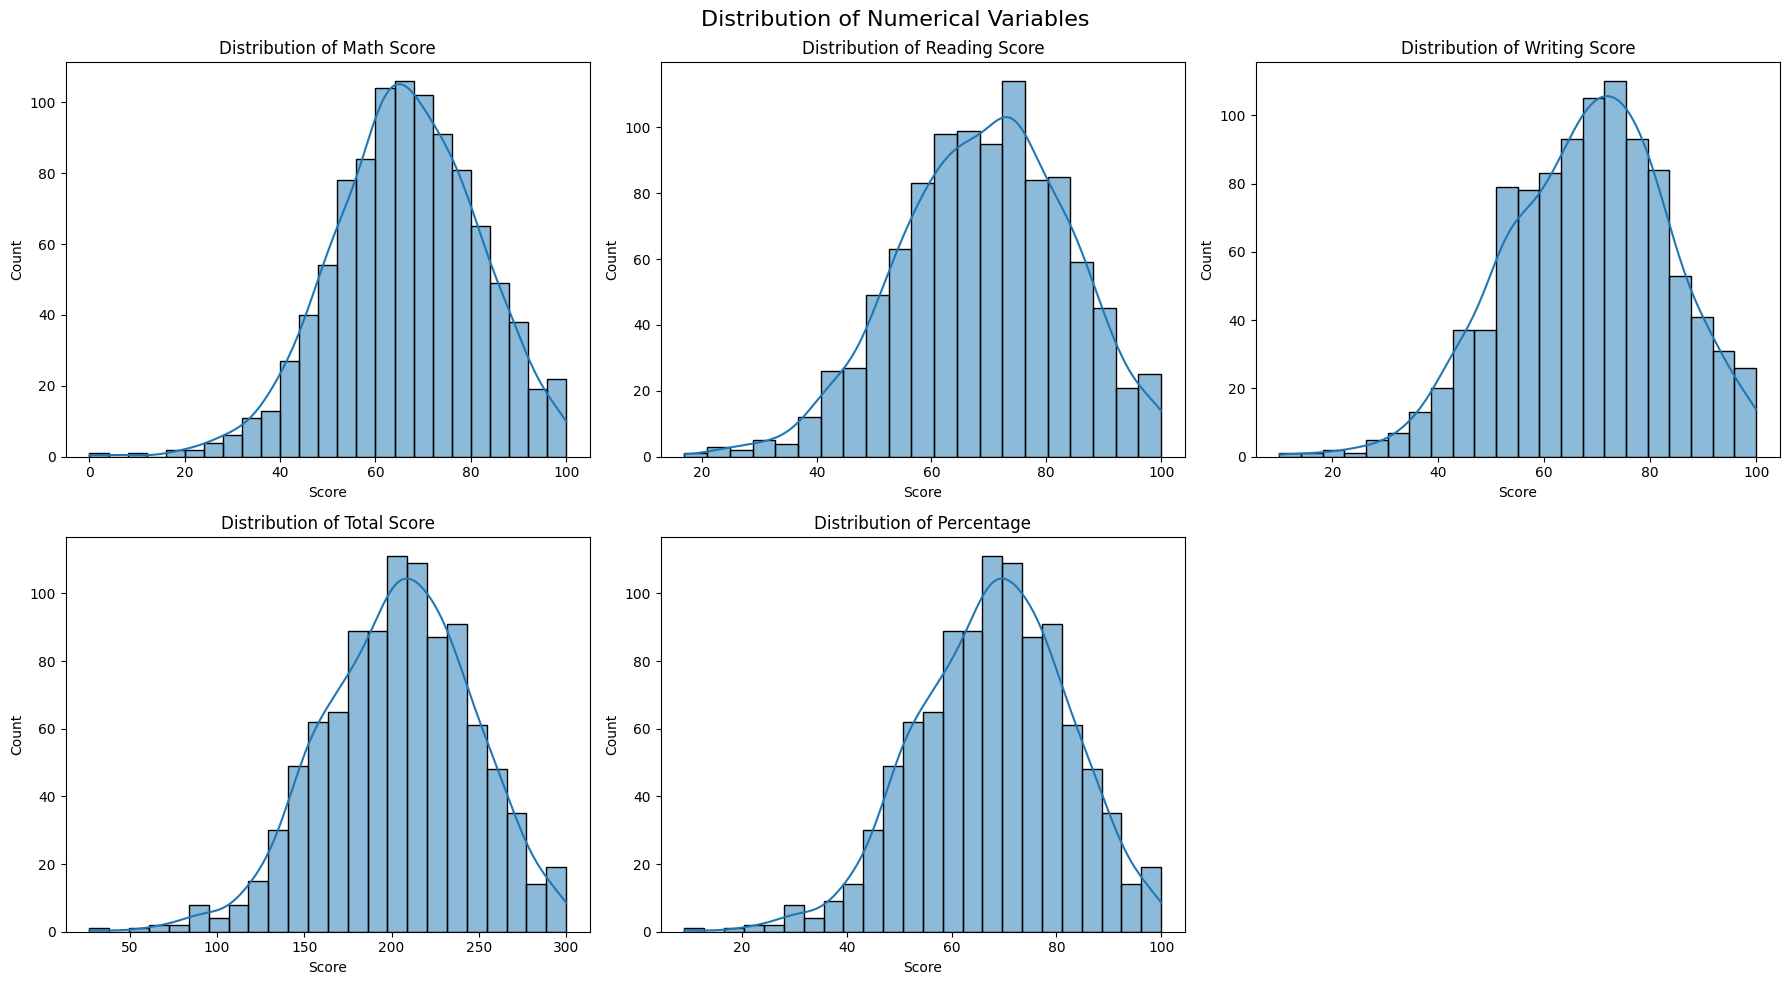 Distribution of Numerical Variables
Distribution of Math Score
Count
0
20
40
60
80
100
0 20 40 60 80 100
Score
Distribution of Reading Score
Count
0
20
40
60
80
100
20 40 60 80 100
Score
Distribution of Writing Score
Count
0
20
40
60
80
100
20 40 60 80 100
Score
Distribution of Total Score
Count
0
20
40
60
80
100
50 100 150 200 250 300
Score
Distribution of Percentage
Count
0
20
40
60
80
100
20 40 60 80 100
Score